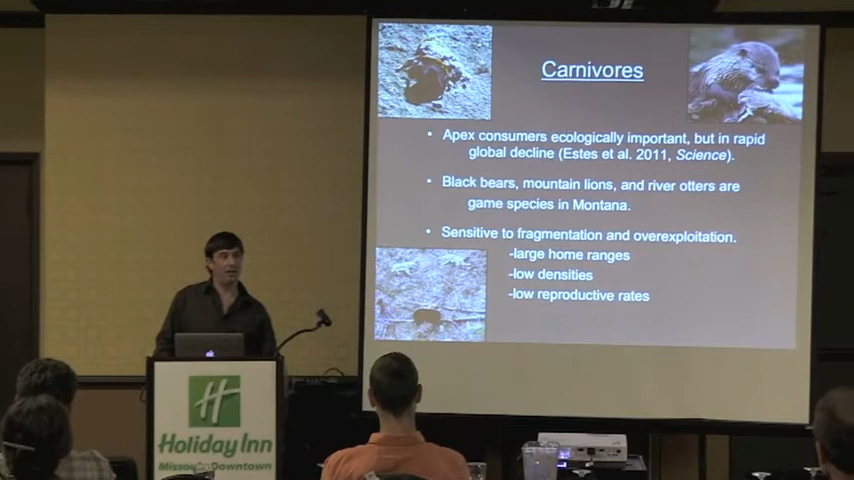 Carnivores
• Apex consumers ecologically important, but in rapid
global decline (Estes et al. 2011, Science).
• Black bears, mountain lions, and river otters are
game species in Montana.
• Sensitive to fragmentation and overexploitation.
-large home ranges
-low densities
-low reproductive rates
H
Holiday Inn
Missoula Downtown